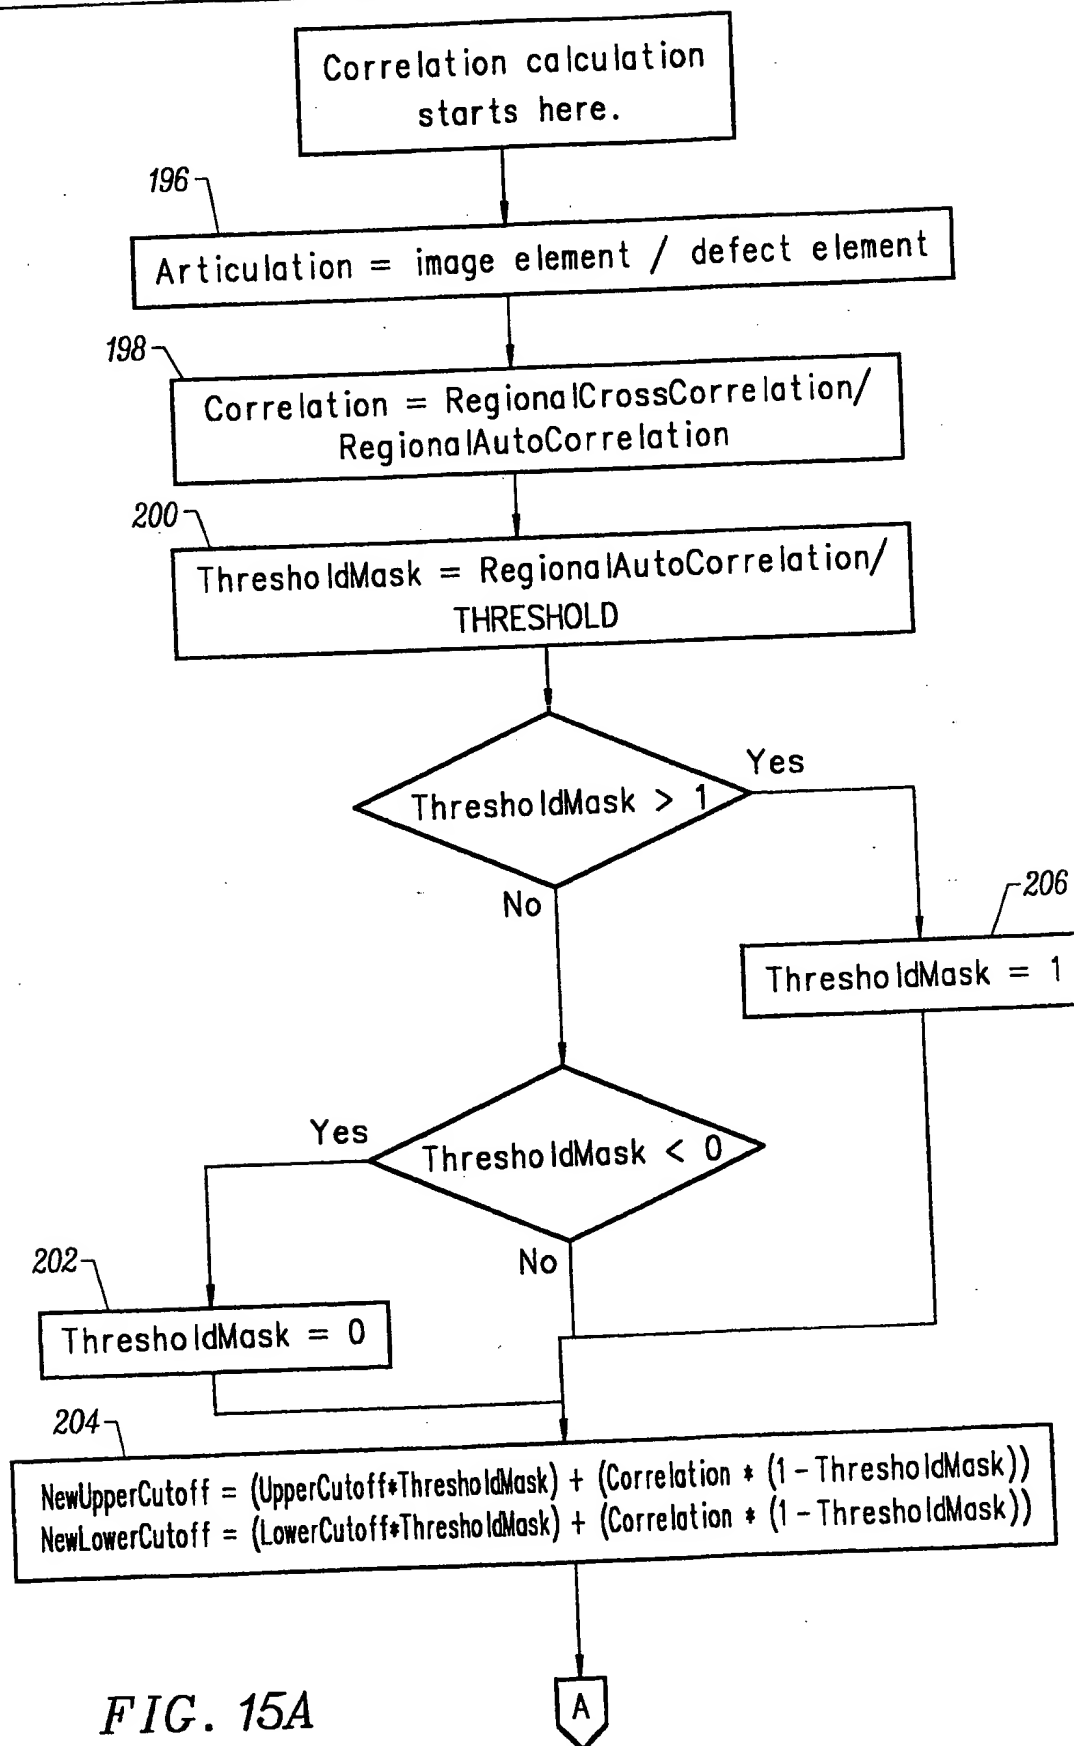 Correlation calculation
starts here.
196
Articulation = image element / defect element
198
Correlation = RegionalCrossCorrelation/
RegionalAutoCorrelation
200
ThresholdMask = RegionalAutoCorrelation/
THRESHOLD
ThresholdMask > 1
Yes
No
206
ThresholdMask = 1
Yes
ThresholdMask < 0
No
202
ThresholdMask = 0
204
NewUpperCutoff = (UpperCutoff*ThresholdMask) + (Correlation * (1-ThresholdMask))
NewLowerCutoff = (LowerCutoff*ThresholdMask) + (Correlation * (1-ThresholdMask))
A
FIG. 15A